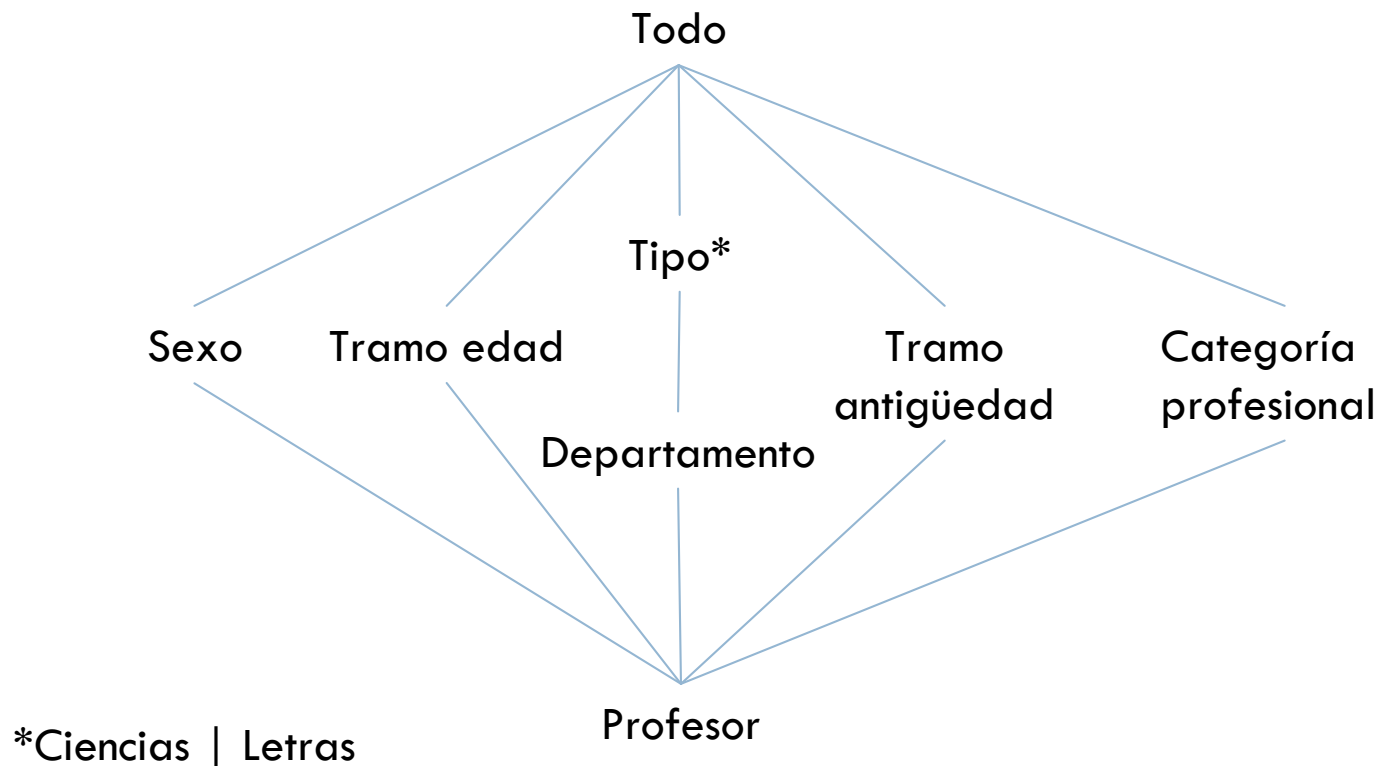 Todo
Tipo*
Sexo
Tramo edad
Tramo
antigüedad
Categoría
profesional
Departamento
Profesor
*Ciencias | Letras